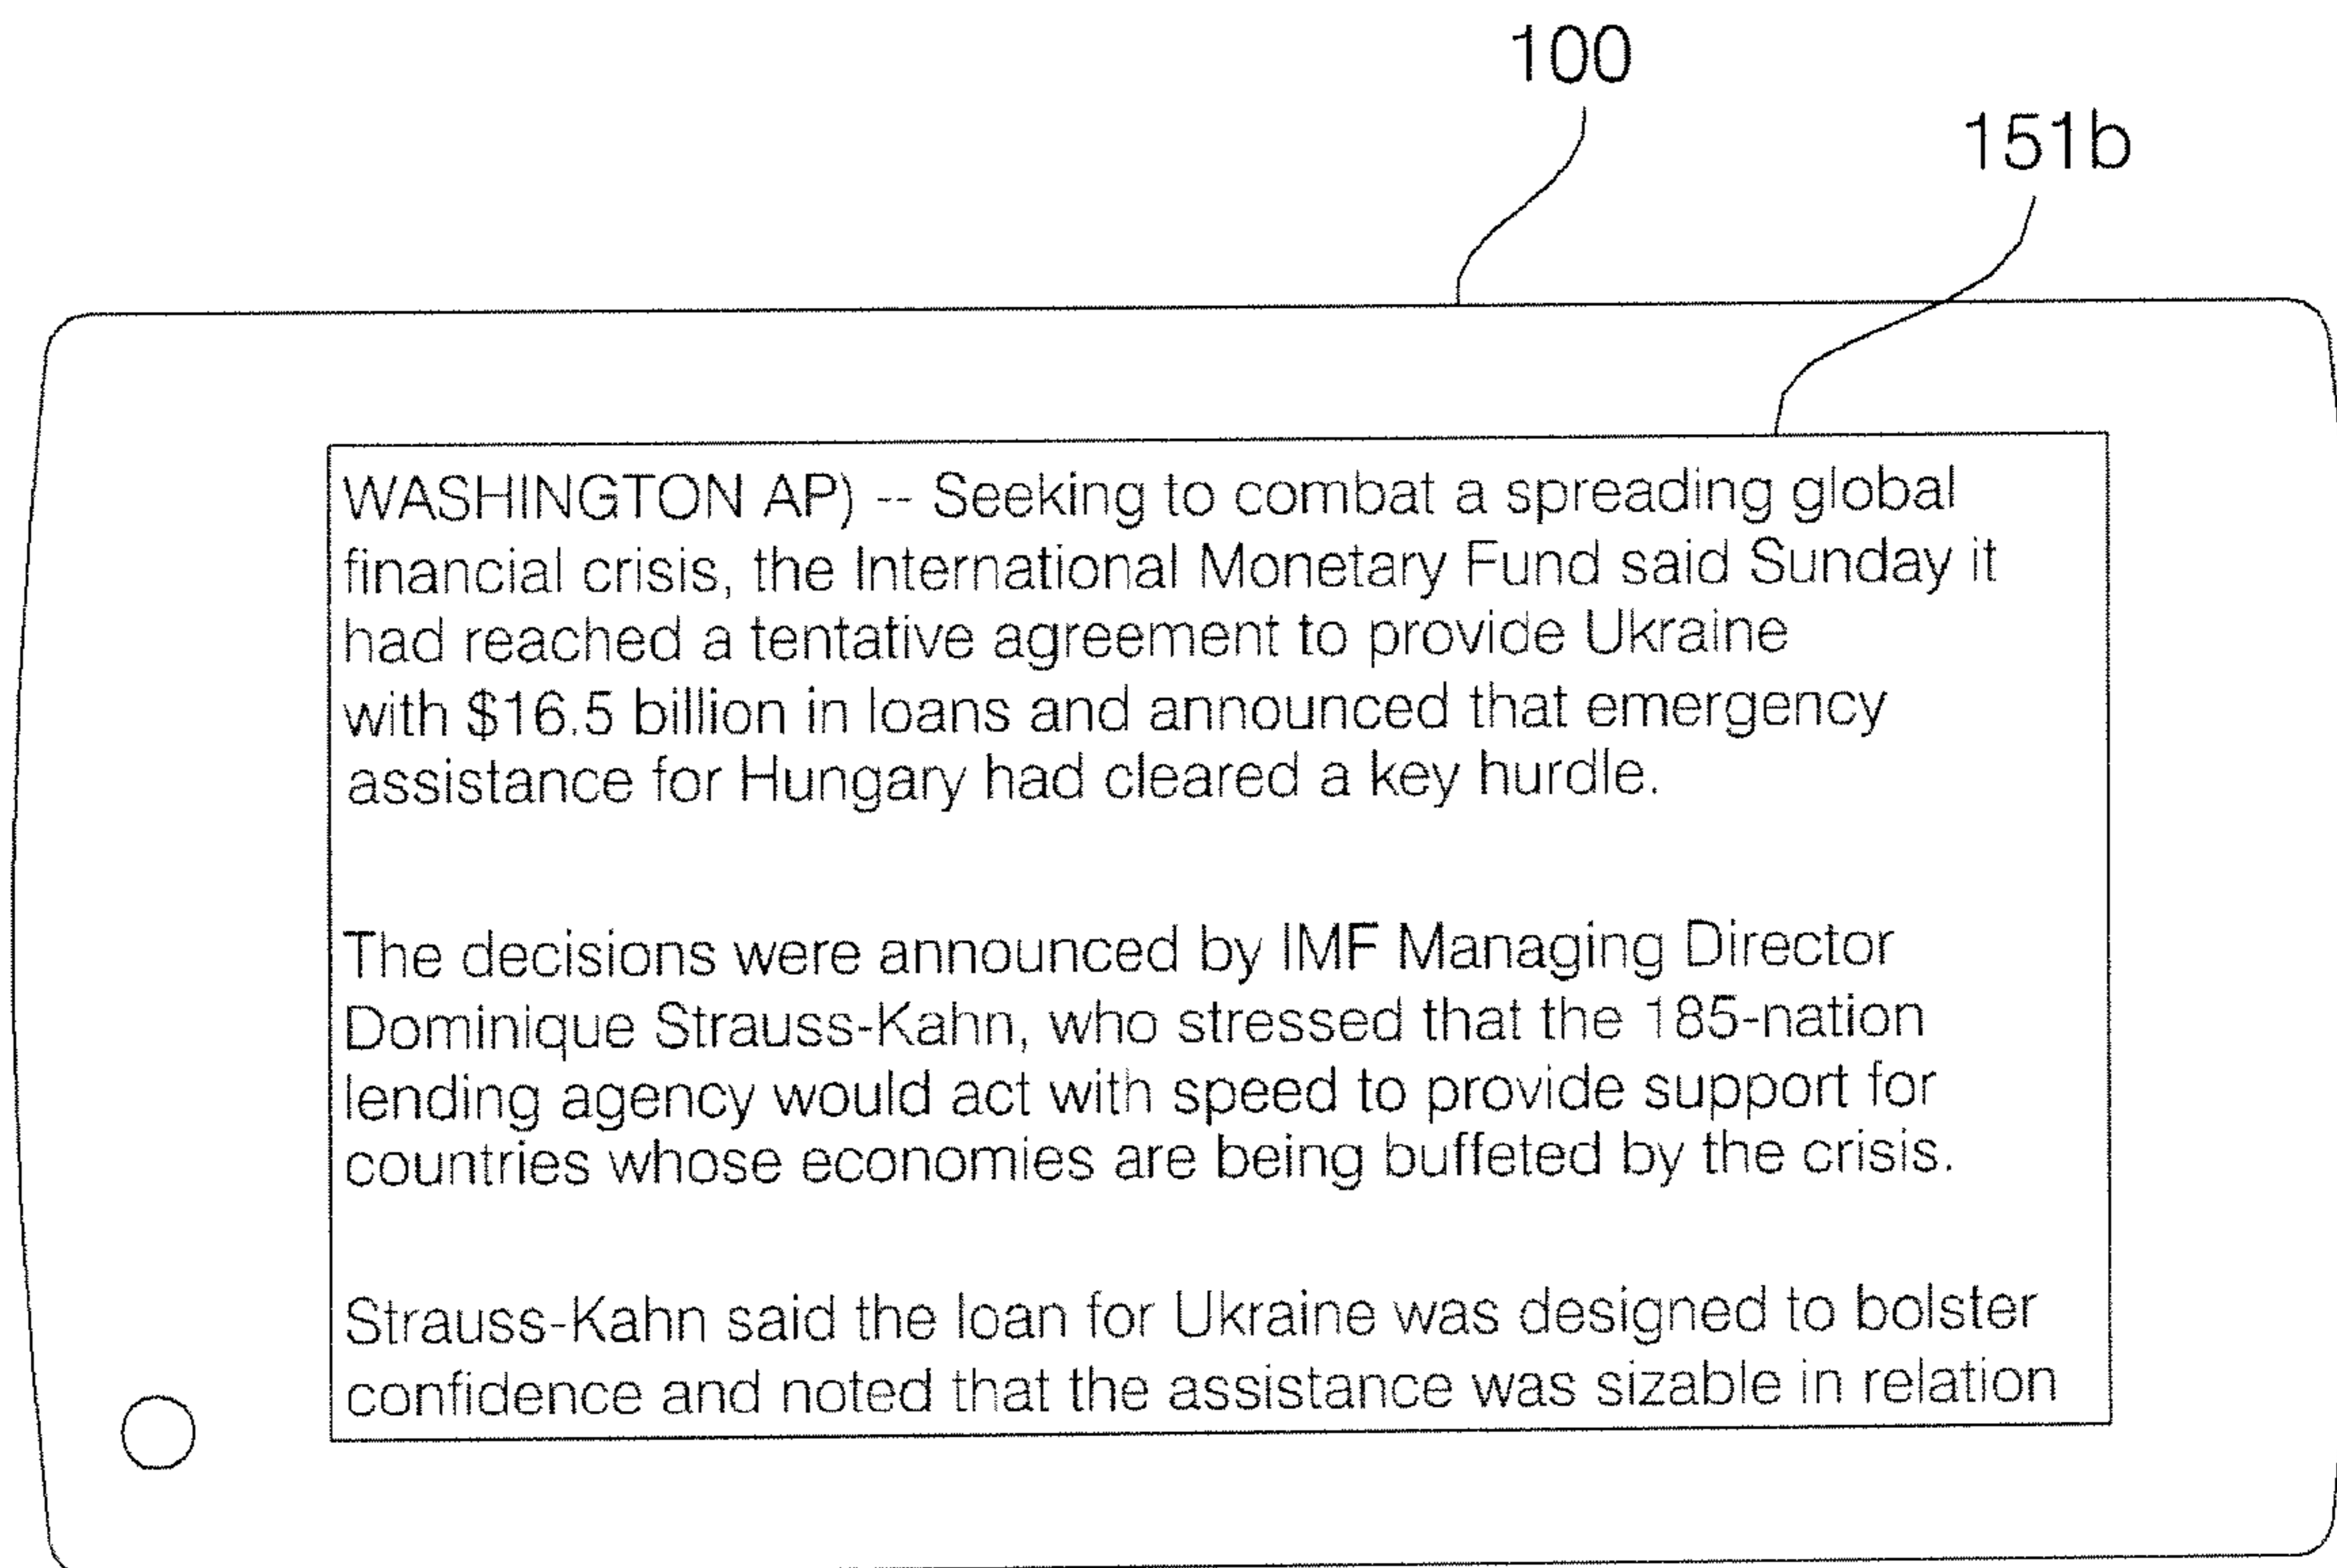 100
151b
WASHINGTON AP) -- Seeking to combat a spreading global
financial crisis, the International Monetary Fund said Sunday it
had reached a tentative agreement to provide Ukraine
with $16.5 billion in loans and announced that emergency
assistance for Hungary had cleared a key hurdle.
The decisions were announced by IMF Managing Director
Dominique Strauss-Kahn, who stressed that the 185-nation
lending agency would act with speed to provide support for
countries whose economies are being buffeted by the crisis.
Strauss-Kahn said the loan for Ukraine was designed to bolster
confidence and noted that the assistance was sizable in relation